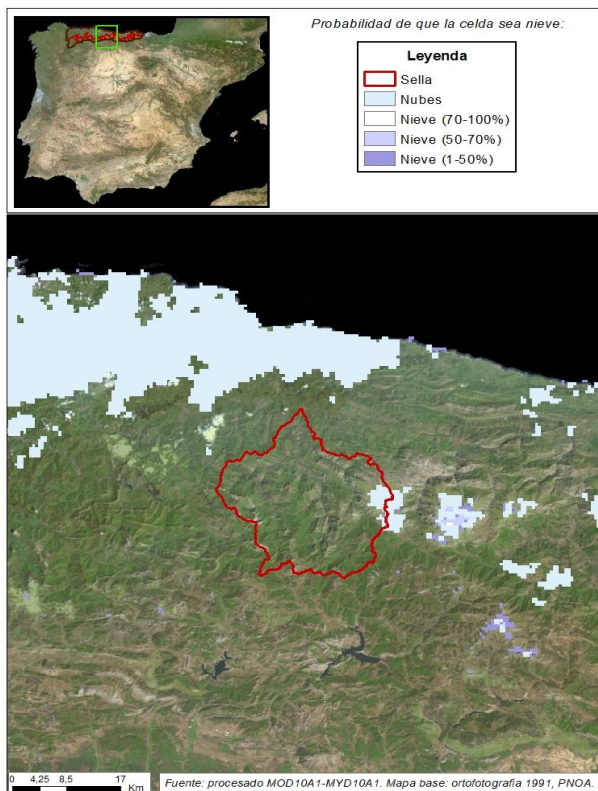 Probabilidad de que la celda sea nieve:
Leyenda
Sella
Nubes
Nieve (70-100%)
Nieve (50-70%)
Nieve (1-50%)
0 4,25 8,5 17
Km
Fuente: procesado MOD10A1-MYD10A1. Mapa base: ortofotografia 1991, PNOA.